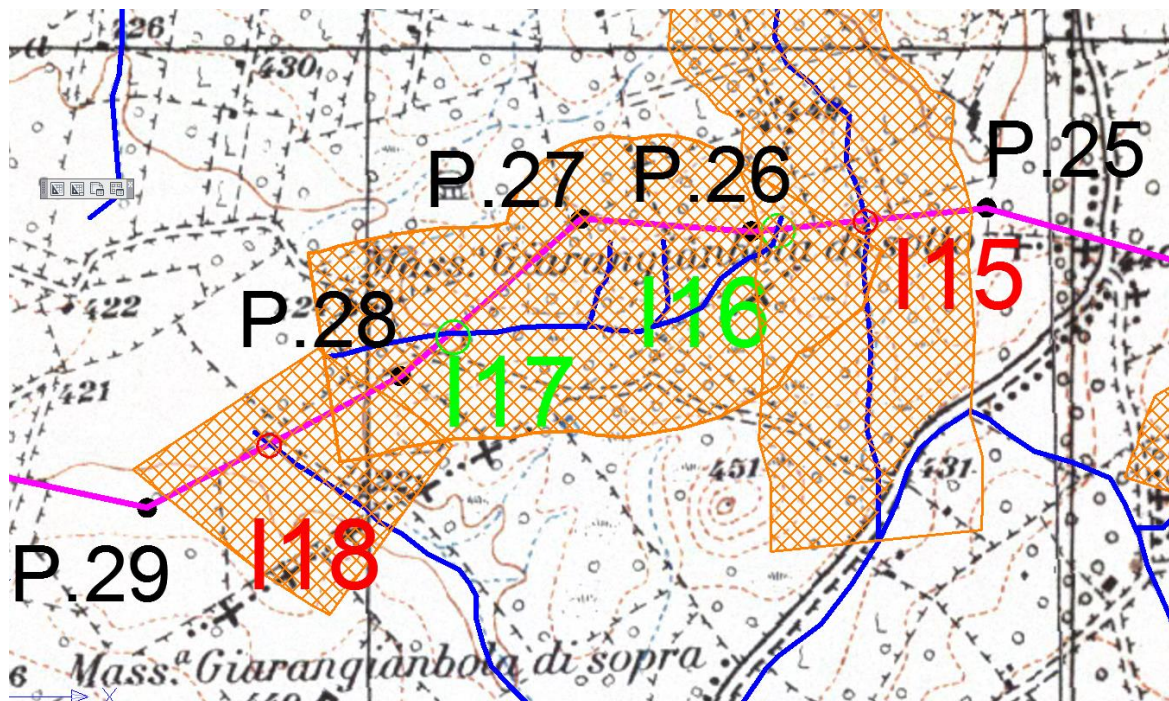 426
430
P.27
P.26
P.25
I15
422
P.28
I16
I17
421
451
431
I18
P.29
6
Mass.ª Giarangianbola di sopra
X